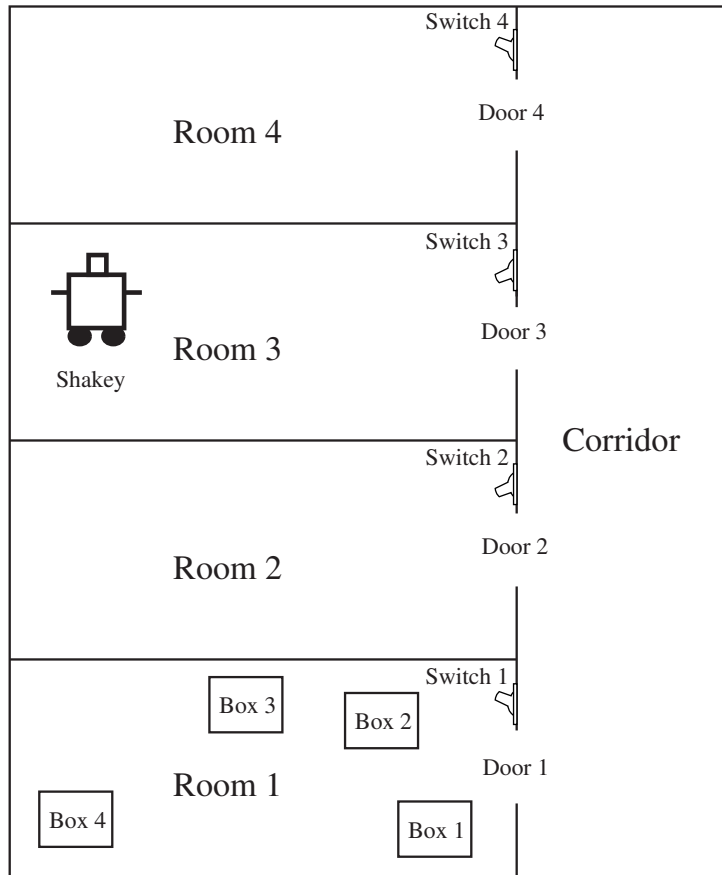 Switch 4
Door 4
Room 4
Switch 3
Door 3
Room 3
Shakey
Corridor
Switch 2
Door 2
Room 2
Switch 1
Box 3
Box 2
Door 1
Room 1
Box 4
Box 1